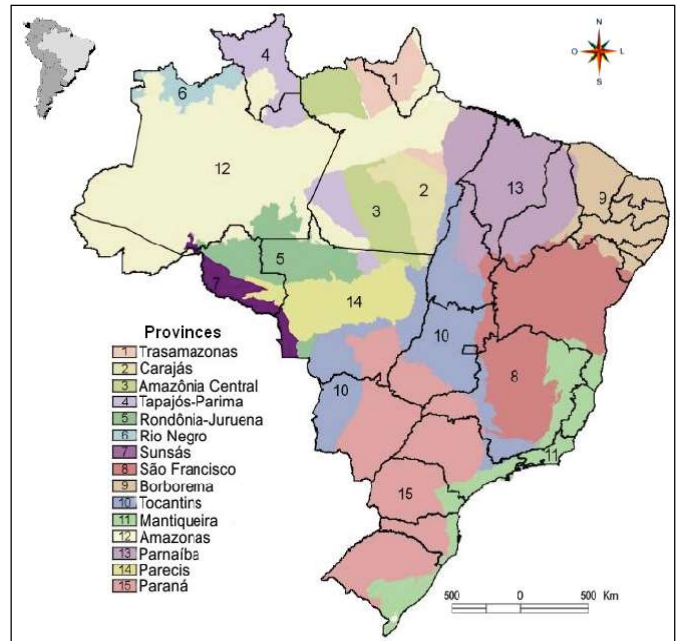 N
O L
S
4
1
6
12
2
13
9
3
5
7
14
10
8
10
11
15
Provinces
1 Trasamazonas
2 Carajás
3 Amazônia Central
4 Tapajós-Parima
5 Rondônia-Juruena
6 Rio Negro
7 Sunsás
8 São Francisco
9 Borborema
10 Tocantins
11 Mantiqueira
12 Amazonas
13 Parnaíba
14 Parecis
15 Paraná
500 0 500 Km